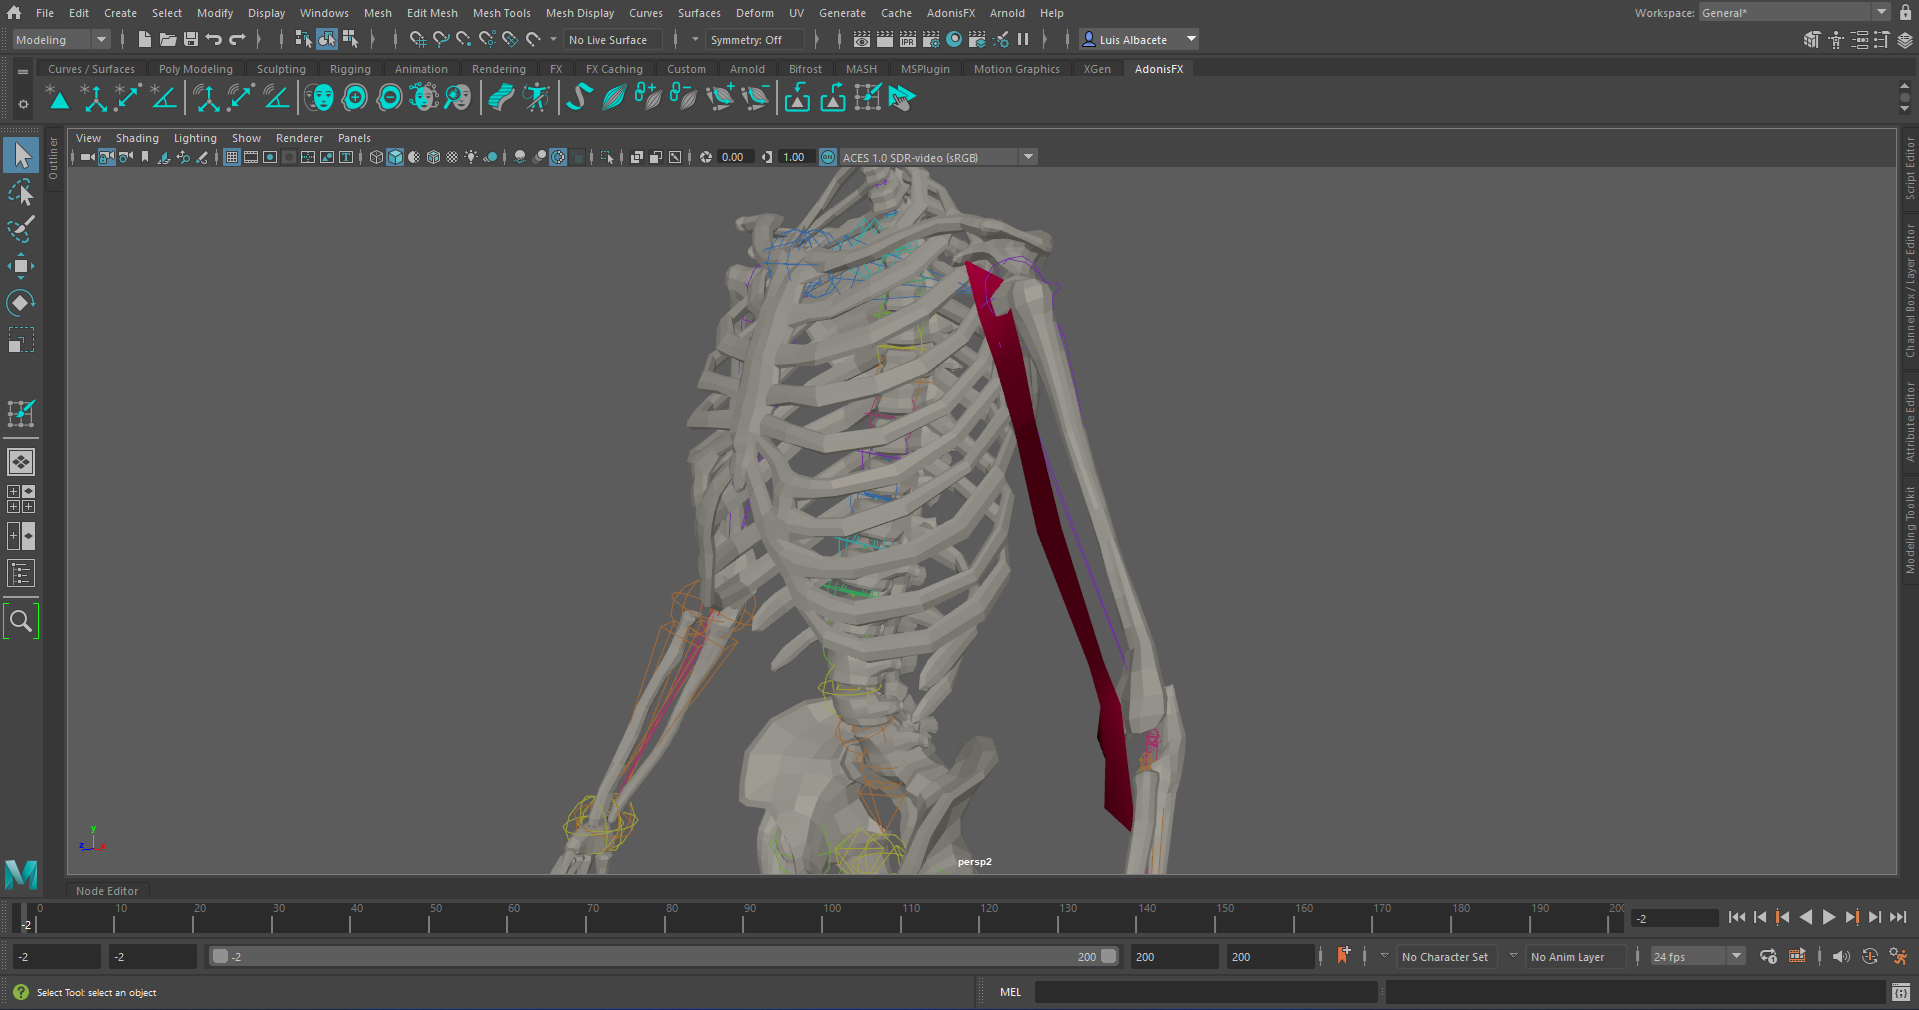 File Edit Create Select Modify Display Windows Mesh Edit Mesh Mesh Tools Mesh Display Curves Surfaces Deform UV Generate Cache AdonisFX Arnold Help Workspace: General*
Modeling No Live Surface Symmetry: Off IPR Luis Albacete
Curves / Surfaces Poly Modeling Sculpting Rigging Animation Rendering FX FX Caching Custom Arnold Bifrost MASH MSPlugin Motion Graphics XGen AdonisFX
View Shading Lighting Show Renderer Panels
0.00 1.00 ON ACES 1.0 SDR-video (sRGB)
Outliner
Script Editor
Channel Box / Layer Editor
Attribute Editor
Modeling Toolkit
y
z x
persp2
Node Editor
0 10 20 30 40 50 60 70 80 90 100 110 120 130 140 150 160 170 180 190 200
-2 -2
-2 -2 -2 200 200 200 No Character Set No Anim Layer 24 fps
Select Tool: select an object MEL